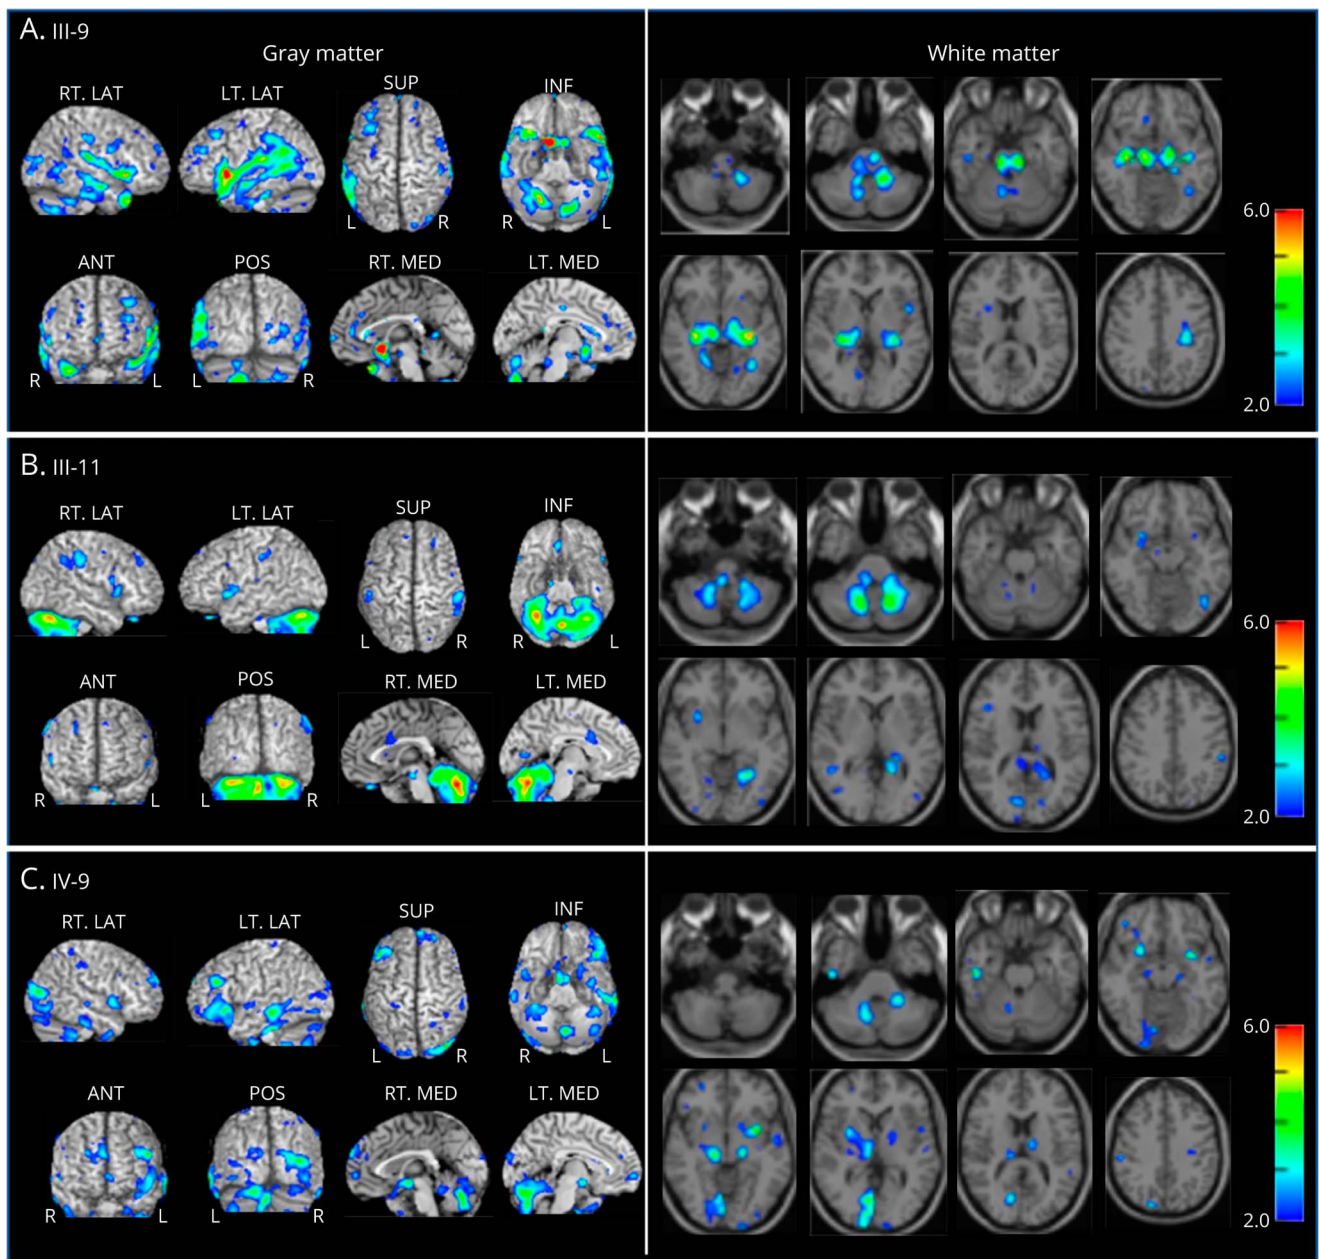 A. III-9
Gray matter
White matter
RT. LAT
LT. LAT
SUP
INF
L
R
R
L
ANT
POS
RT. MED
LT. MED
R
L
L
R
6.0
2.0
B. III-11
RT. LAT
LT. LAT
SUP
INF
L
R
R
L
ANT
POS
RT. MED
LT. MED
R
L
L
R
6.0
2.0
C. IV-9
RT. LAT
LT. LAT
SUP
INF
L
R
R
L
ANT
POS
RT. MED
LT. MED
R
L
L
R
6.0
2.0